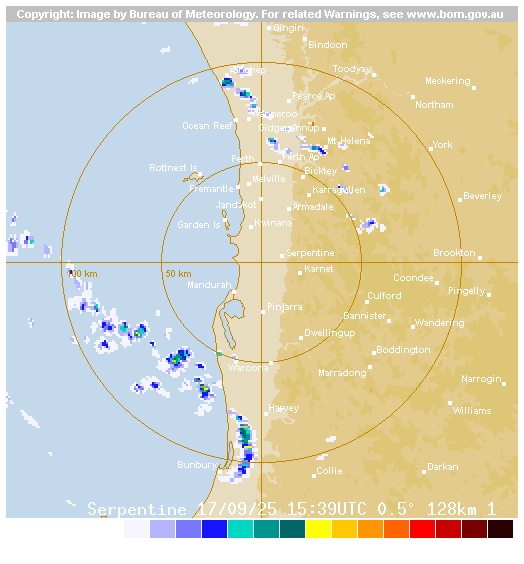 Copyright: Image by Bureau of Meteorology. For related Warnings, see www.bom.gov.au
Gingin
Bindoon
Toodyay
Meckering
Pearce Ap
Northam
Wanneroo
Ocean Reef
Gidgegannup
Mt Helena
York
Perth
Perth Ap
Rottnest Is
Bickley
Melville
Fremantle
Karragullen
Beverley
Jandakot
Armadale
Garden Is
Kwinana
Serpentine
Brookton
Karnet
100 km
50 km
Coondee
Mandurah
Pingelly
Culford
Pinjarra
Bannister
Wandering
Dwellingup
Boddington
Waroona
Marradong
Narrogin
Harvey
Williams
Bunbury
Collie
Darkan
Serpentine 17/09/25 15:39UTC 0.5° 128km 1